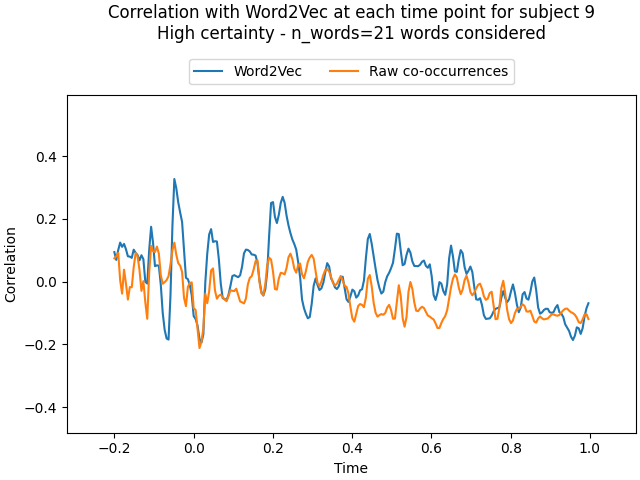 Correlation with Word2Vec at each time point for subject 9
High certainty - n_words=21 words considered
Word2Vec
Raw co-occurrences
0.4
0.2
0.0
−0.2
−0.4
Correlation
−0.2
0.0
0.2
0.4
0.6
0.8
1.0
Time